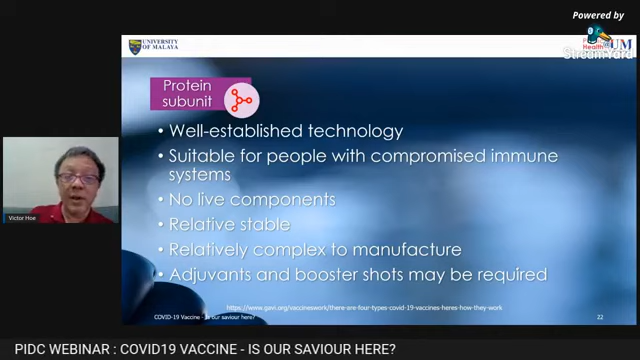 Powered by
StreamYard
UNIVERSITY
OF MALAYA
Health
UM
Protein
subunit
• Well-established technology
• Suitable for people with compromised immune
systems
• No live components
• Relative stable
• Relatively complex to manufacture
• Adjuvants and booster shots may be required
Victor Hoe
https://www.gavi.org/vaccineswork/there-are-four-types-covid-19-vaccines-heres-how-they-work
COVID-19 Vaccine - Is our saviour here?
22
PIDC WEBINAR : COVID19 VACCINE - IS OUR SAVIOUR HERE?